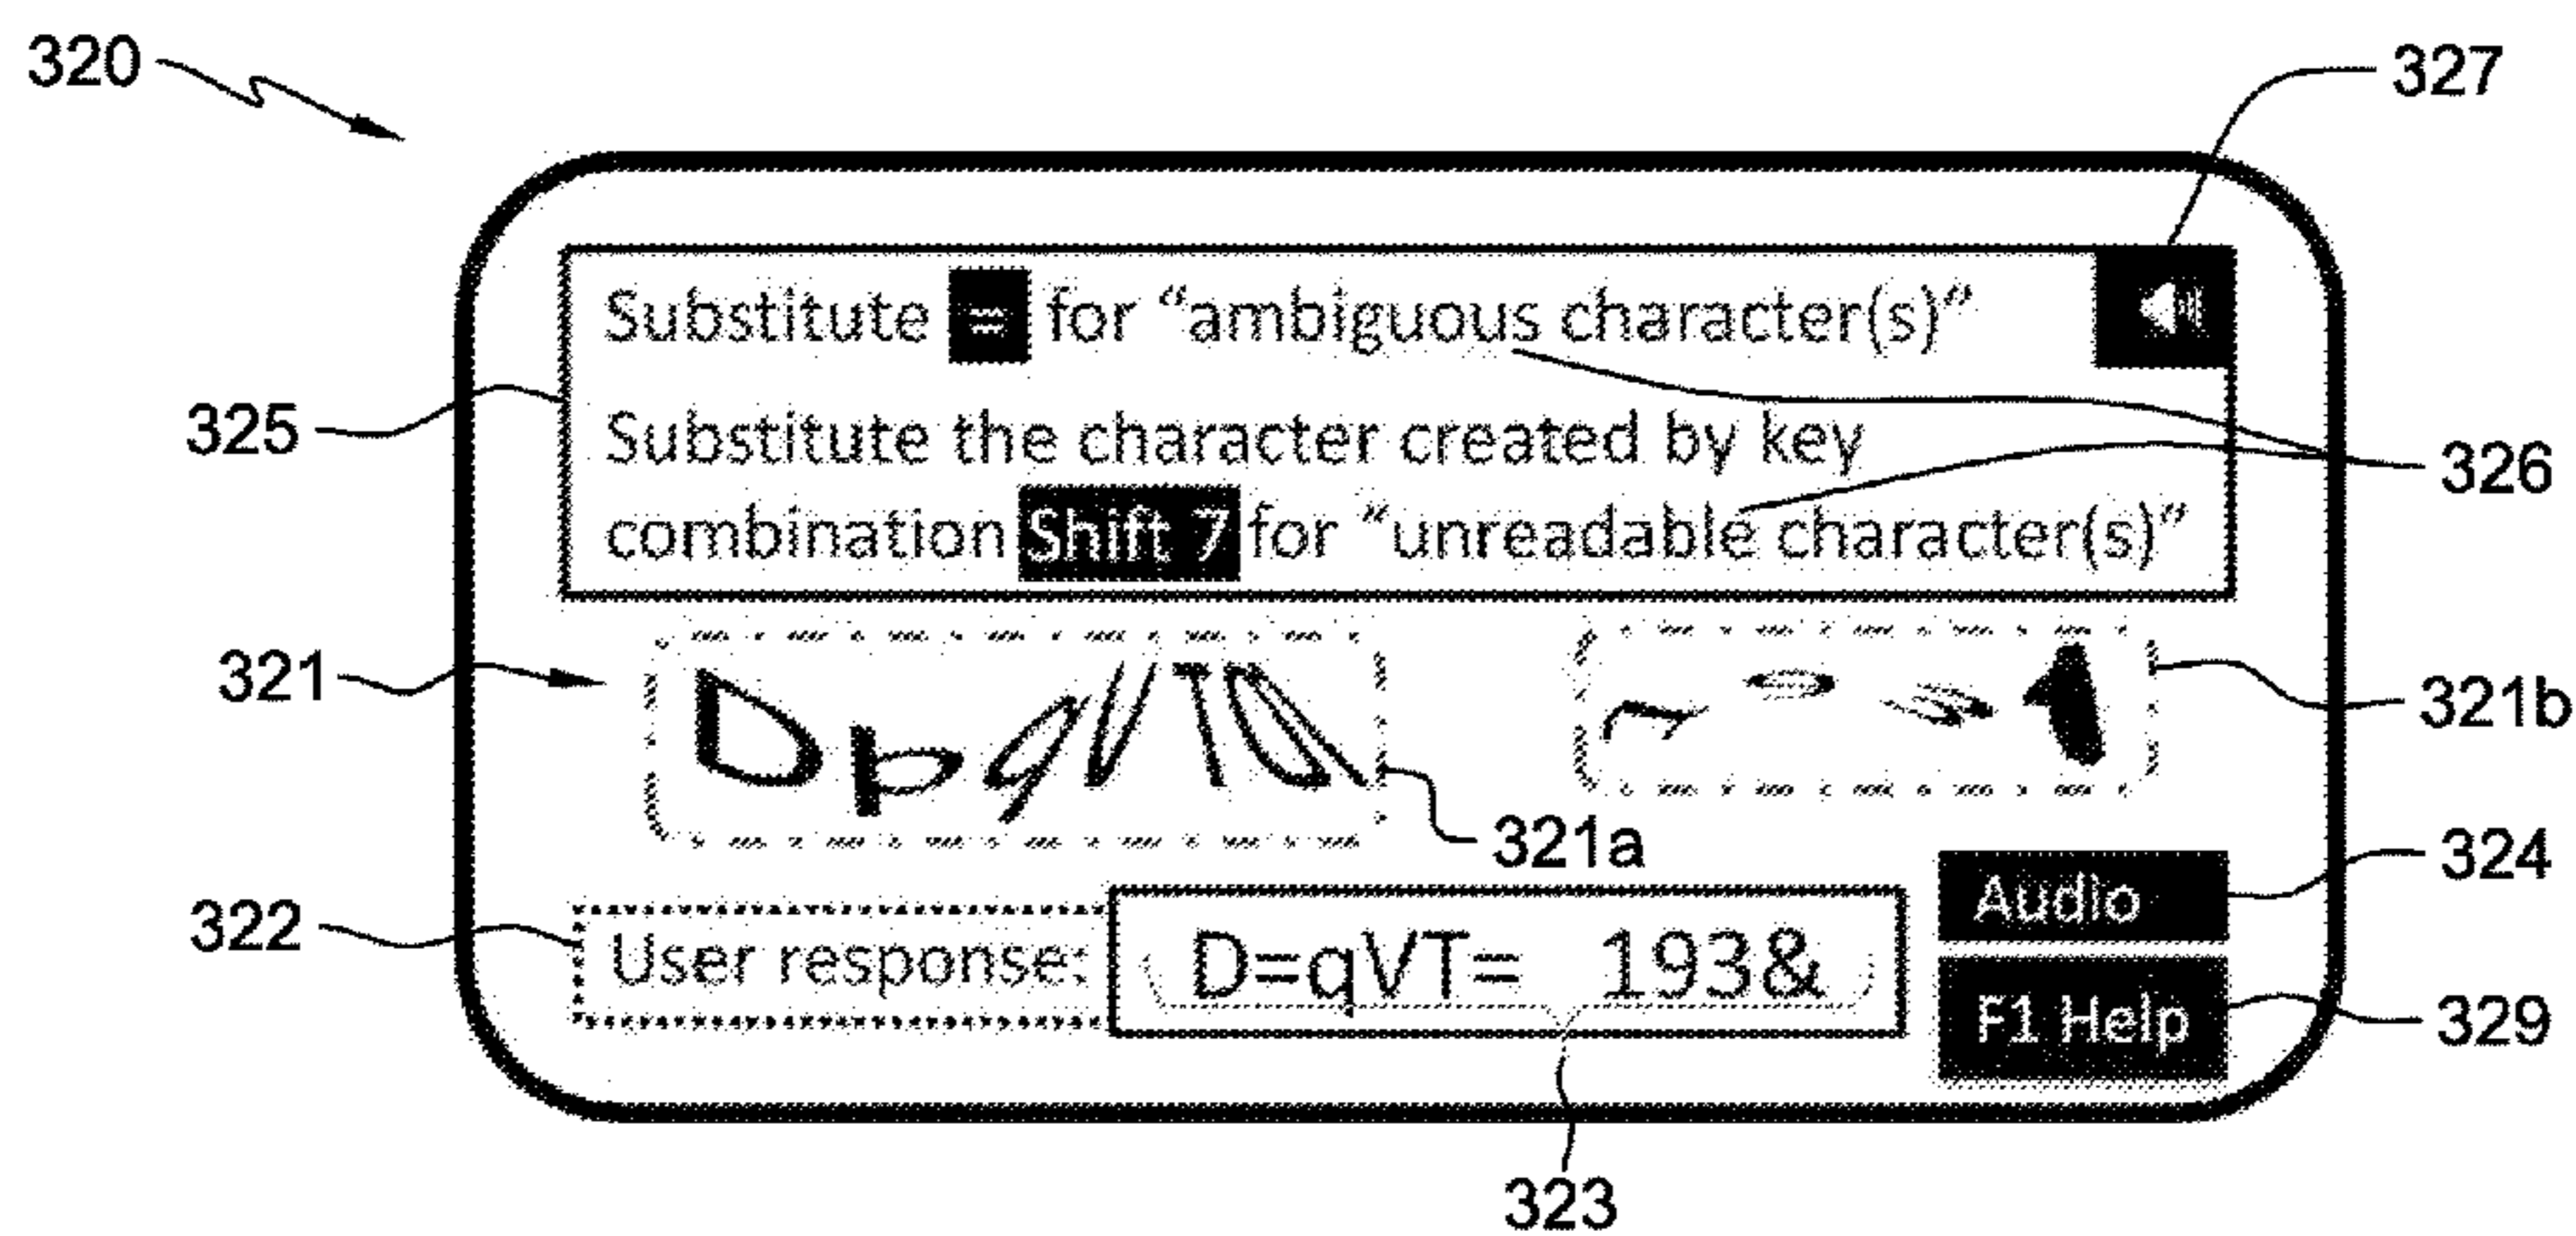 320
327
Substitute = for “ambiguous character(s)”
325
Substitute the character created by key
326
combination Shift 7 for “unreadable character(s)”
321
321b
321a
324
Audio
322
User response: D=qVT= 193&
F1 Help
329
323